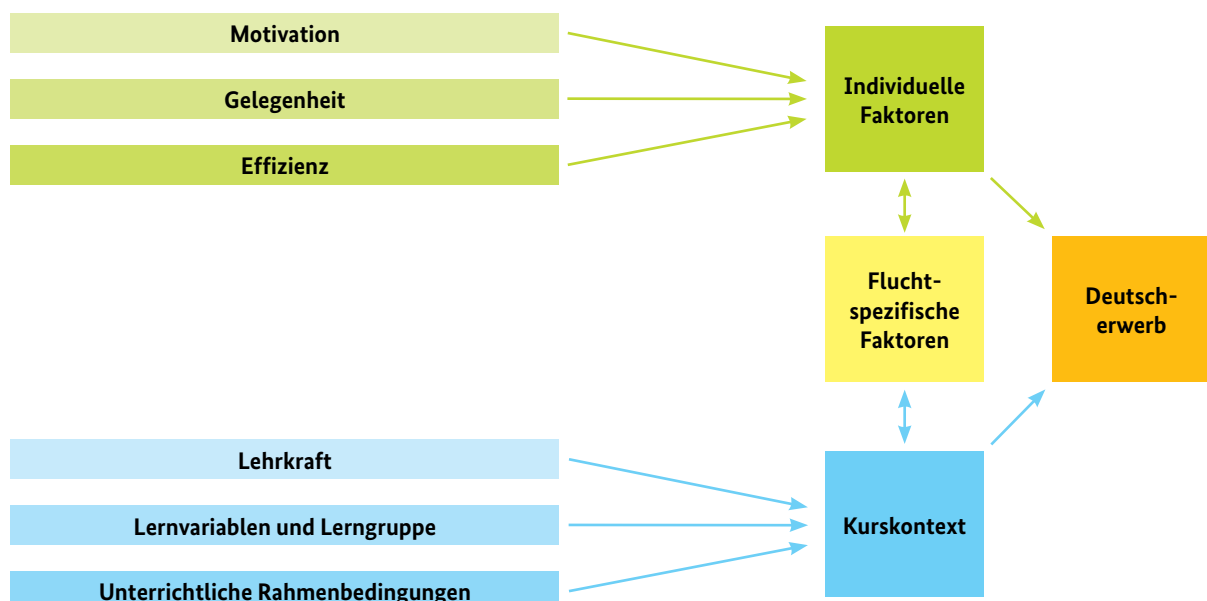 Motivation
Gelegenheit
Effizienz
Individuelle
Faktoren
Flucht-
spezifische
Faktoren
Deutsch-
erwerb
Lehrkraft
Lernvariablen und Lerngruppe
Unterrichtliche Rahmenbedingungen
Kurskontext